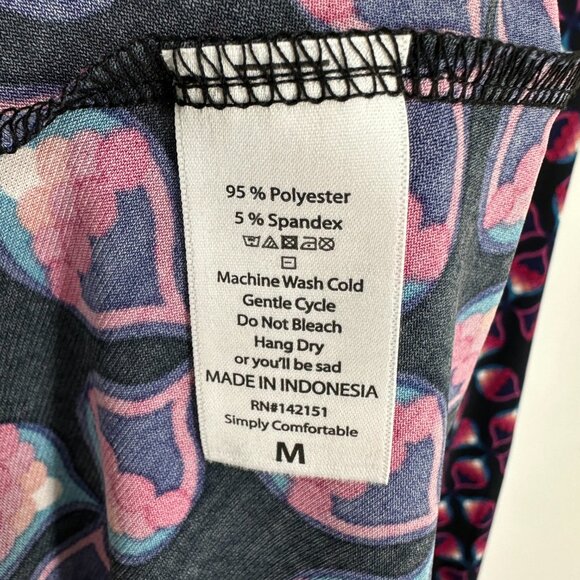 95 % Polyester
5 % Spandex
Machine Wash Cold
Gentle Cycle
Do Not Bleach
Hang Dry
or you'll be sad
MADE IN INDONESIA
RN#142151
Simply Comfortable
M